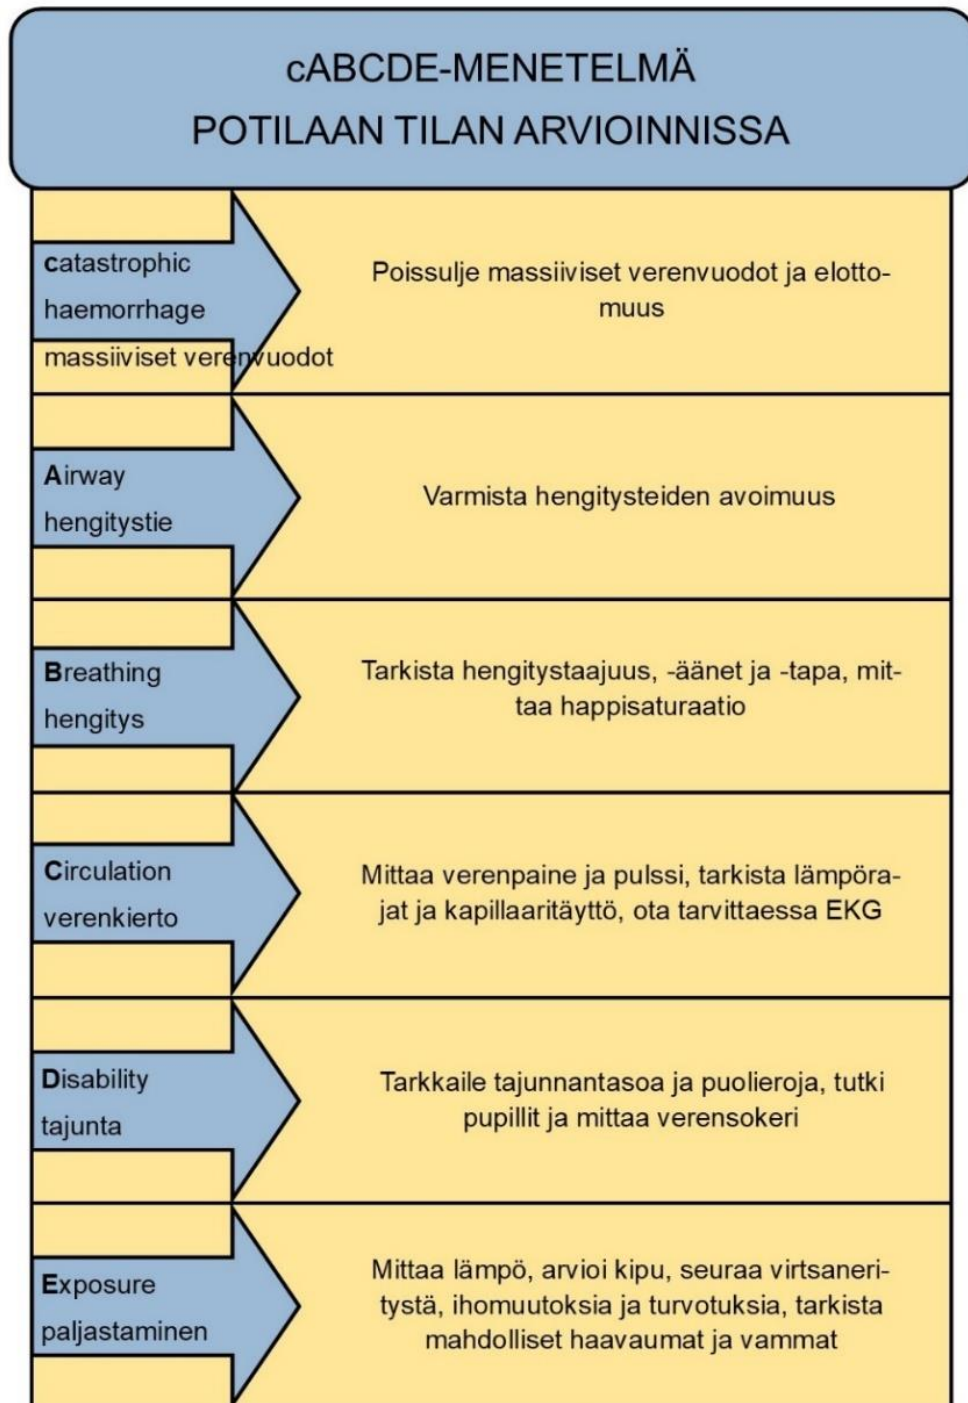 cABCDE-MENETELMÄ
POTILAAN TILAN ARVIOINNISSA
catastrophic
haemorrhage
massiiviset verenvuodot
Poissulje massiiviset verenvuodot ja elotto-
muus
Airway
hengitystie
Varmista hengitysteiden avoimuus
Breathing
hengitys
Tarkista hengitystaajuus, -äänet ja -tapa, mit-
taa happisaturaatio
Circulation
verenkierto
Mittaa verenpaine ja pulssi, tarkista lämpöra-
jat ja kapillaaritäyttö, ota tarvittaessa EKG
Disability
tajunta
Tarkkaile tajunnantasoa ja puolieroja, tutki
pupillit ja mittaa verensokeri
Exposure
paljastaminen
Mittaa lämpö, arvioi kipu, seuraa virtsaneri-
tystä, ihomuutoksia ja turvotuksia, tarkista
mahdolliset haavaumat ja vammat